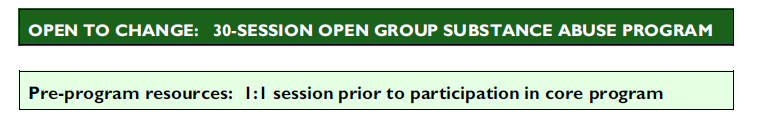 OPEN TO CHANGE: 30-SESSION OPEN GROUP SUBSTANCE ABUSE PROGRAM
Pre-program resources: 1:1 session prior to participation in core program